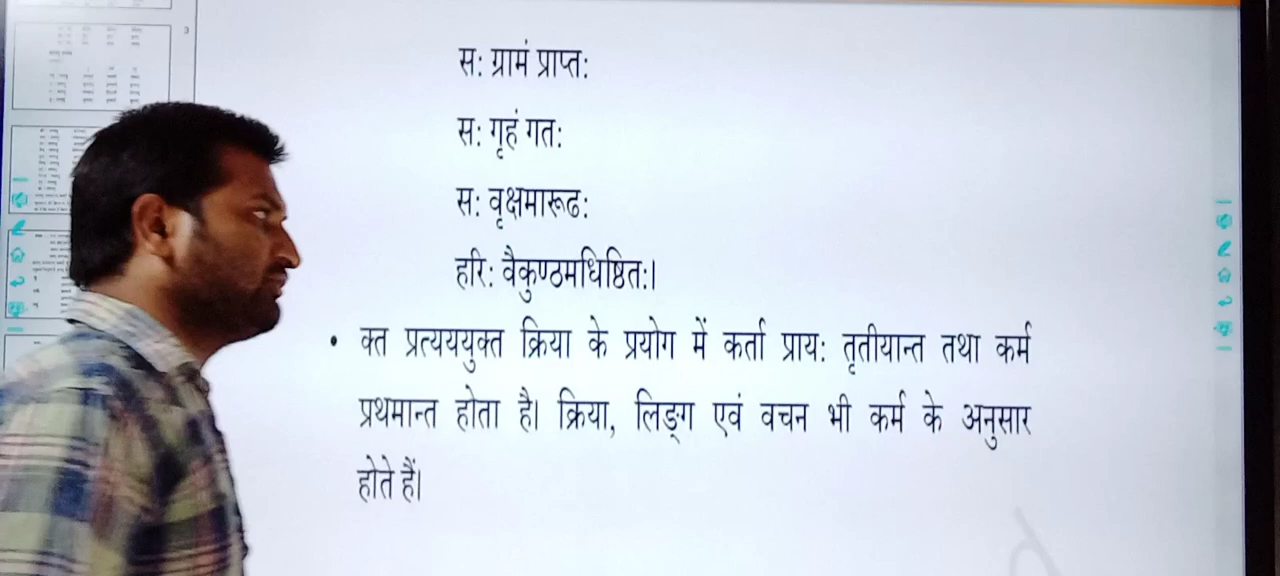 स: ग्रामं प्राप्त:
स: गृहं गत:
स: वृक्षमारूढ:
हरि: वैकुण्ठमधिष्ठित:।
• क्त प्रत्यययुक्त क्रिया के प्रयोग में कर्ता प्राय: तृतीयान्त तथा कर्म
प्रथमान्त होता है। क्रिया, लिङ्ग एवं वचन भी कर्म के अनुसार
होते हैं।